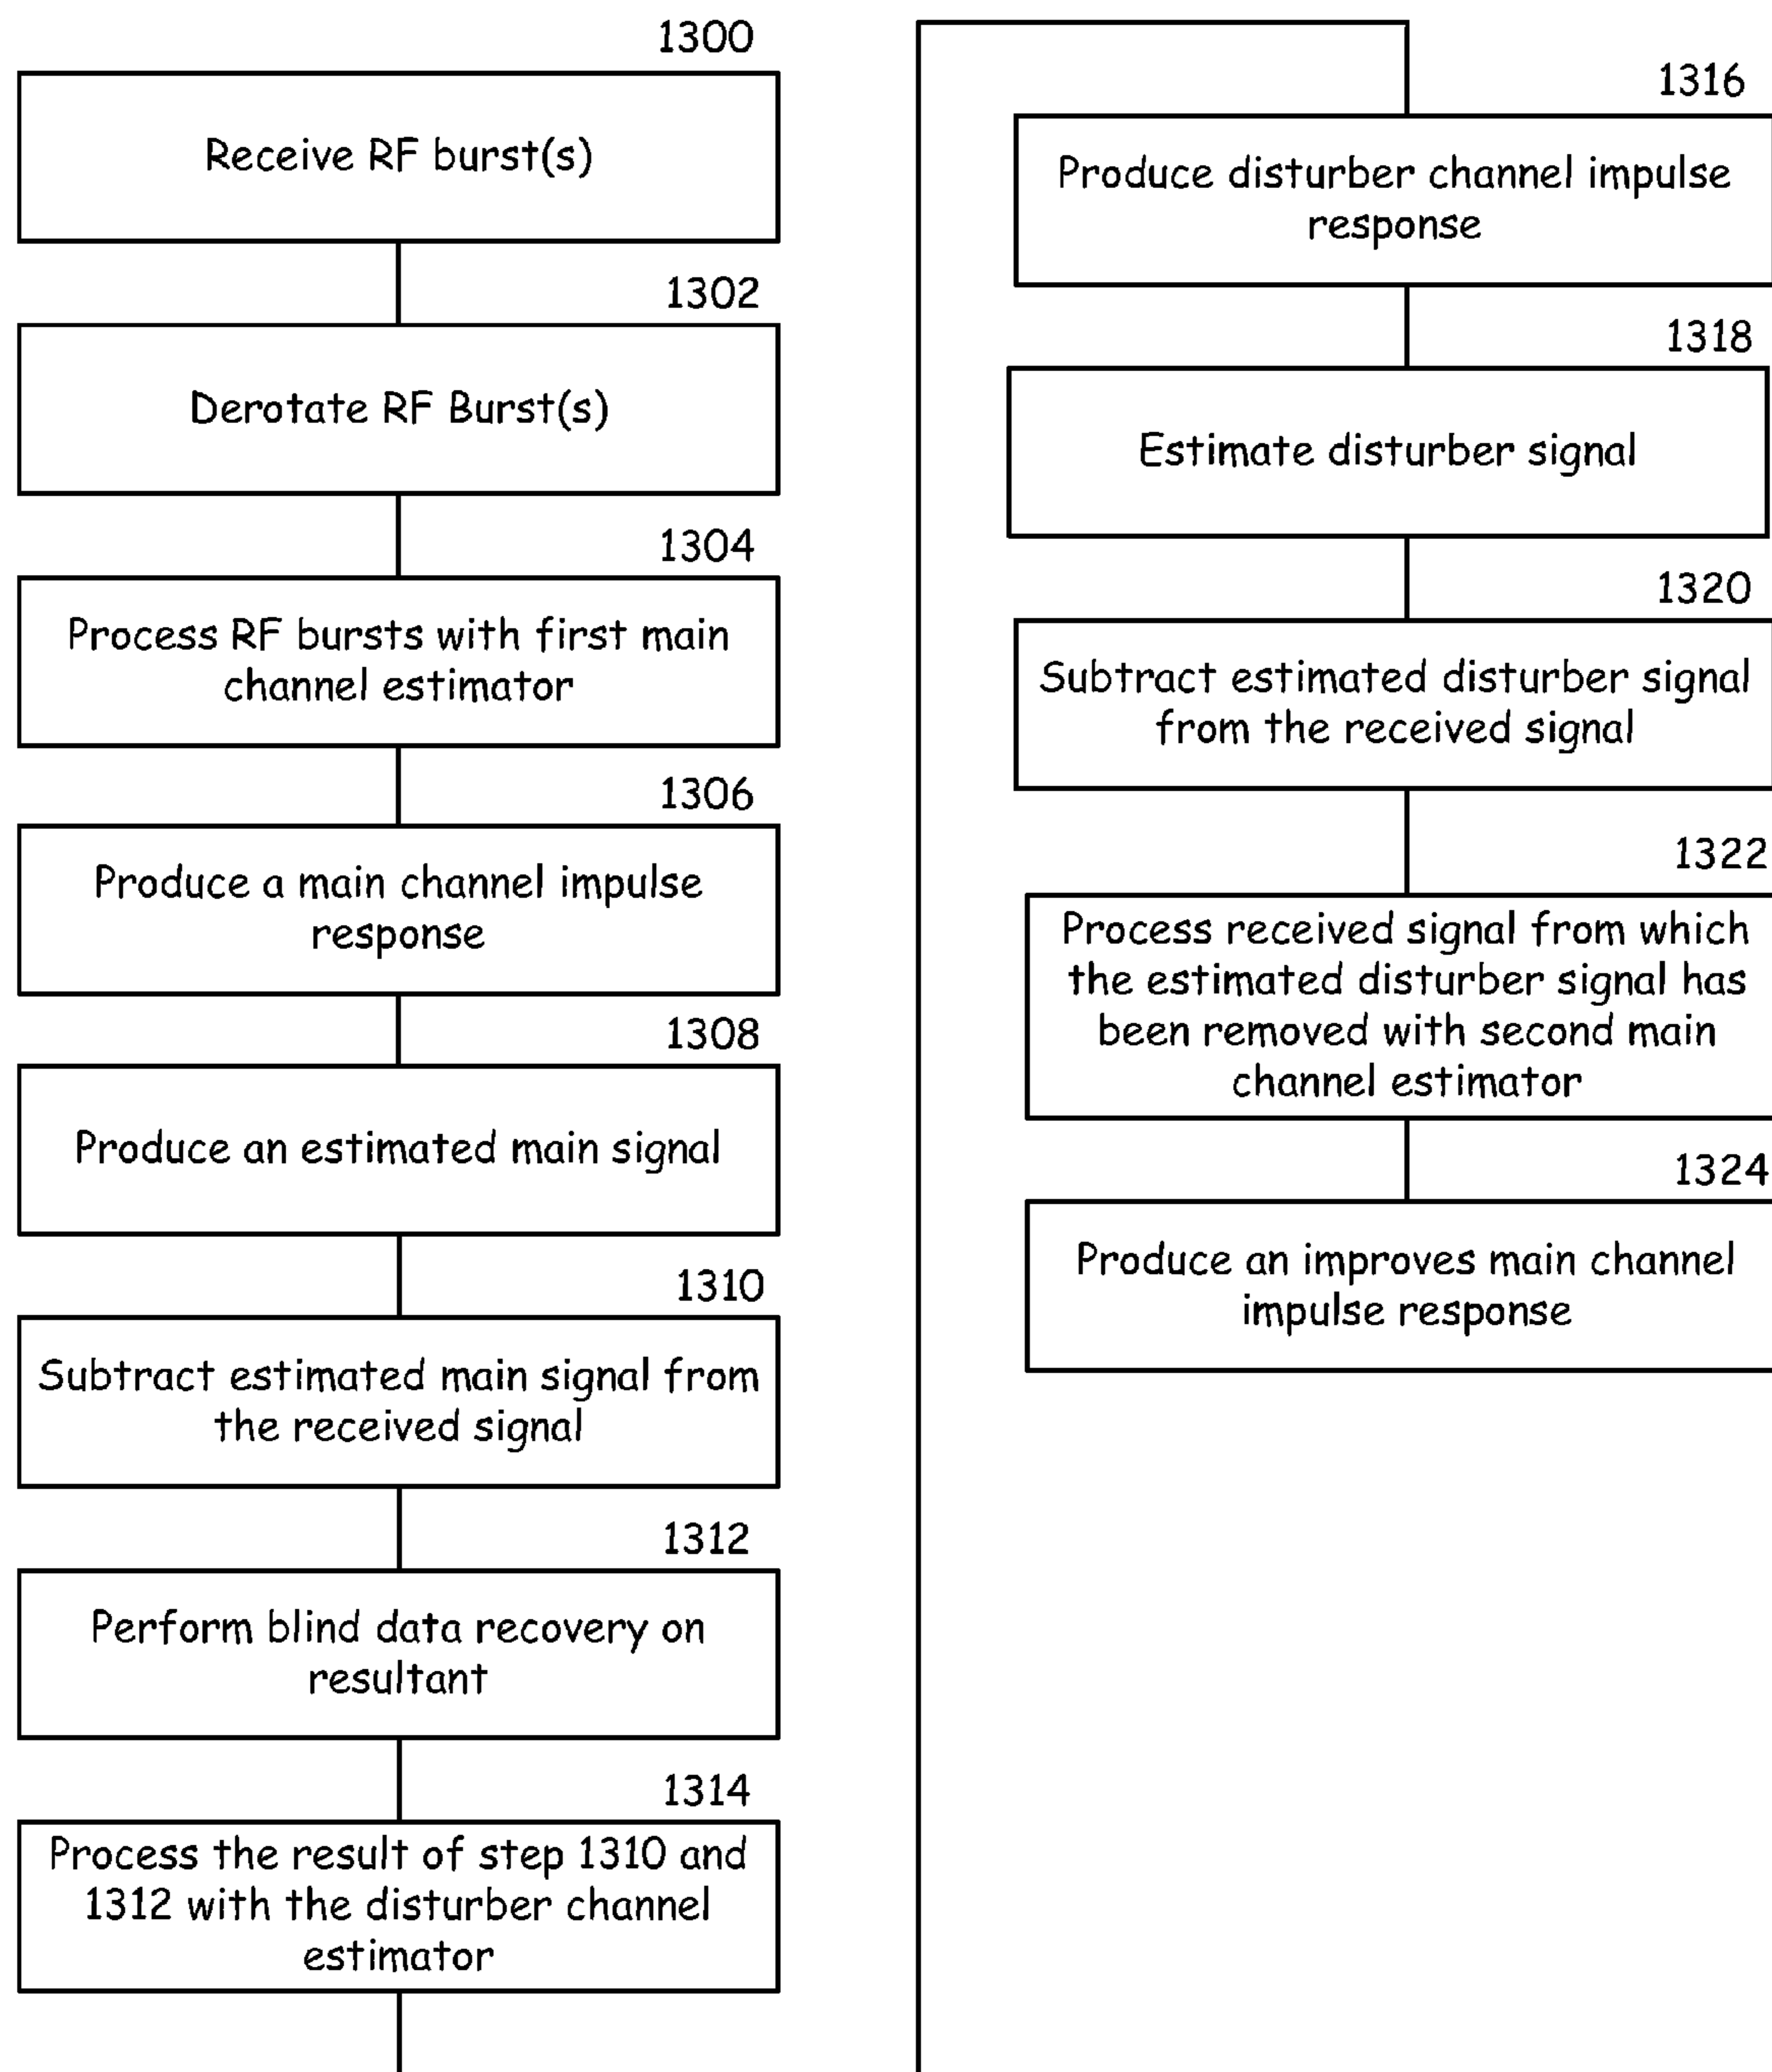 1300
Receive RF burst(s)
1302
Derotate RF Burst(s)
1304
Process RF bursts with first main
channel estimator
1306
Produce a main channel impulse
response
1308
Produce an estimated main signal
1310
Subtract estimated main signal from
the received signal
1312
Perform blind data recovery on
resultant
1314
Process the result of step 1310 and
1312 with the disturber channel
estimator
1316
Produce disturber channel impulse
response
1318
Estimate disturber signal
1320
Subtract estimated disturber signal
from the received signal
1322
Process received signal from which
the estimated disturber signal has
been removed with second main
channel estimator
1324
Produce an improves main channel
impulse response